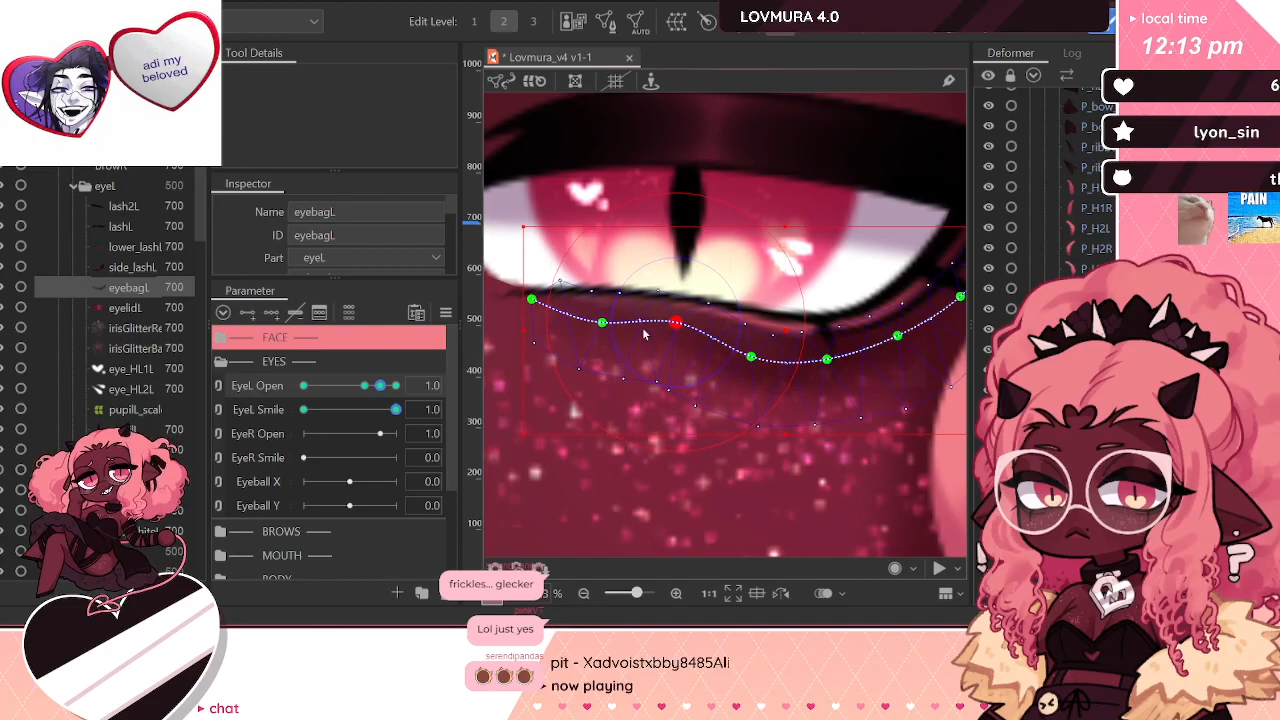 adi my
beloved
Edit Level:
1
2
3
AUTO
LOVMURA 4.0
local time
12:13 pm
Tool Details
* Lovmura_v4 v1-1
Deformer
Log
lyon_sin
PAIN
eyeL
500
lash2L
700
lashL
700
lower_lashL
700
side_lashL
700
eyebagL
700
eyelidL
700
irisGlitterRe
700
irisGlitterBa
700
eye_HL1L
700
eye_HL2L
700
pupilL_scal
Inspector
Name
eyebagL
ID
eyebagL
Part
eyeL
Parameter
FACE
EYES
EyeL Open
1.0
EyeL Smile
1.0
EyeR Open
1.0
EyeR Smile
0.0
Eyeball X
0.0
Eyeball Y
0.0
BROWS
MOUTH
1000
900
800
700
600
500
400
300
200
100
P_bow
P_H1R
P_H2L
P_H2R
1:1
frickles... glecker
Lol just yes
serendipandas
pit - Xadvoistxbby8485Ali
now playing
chat